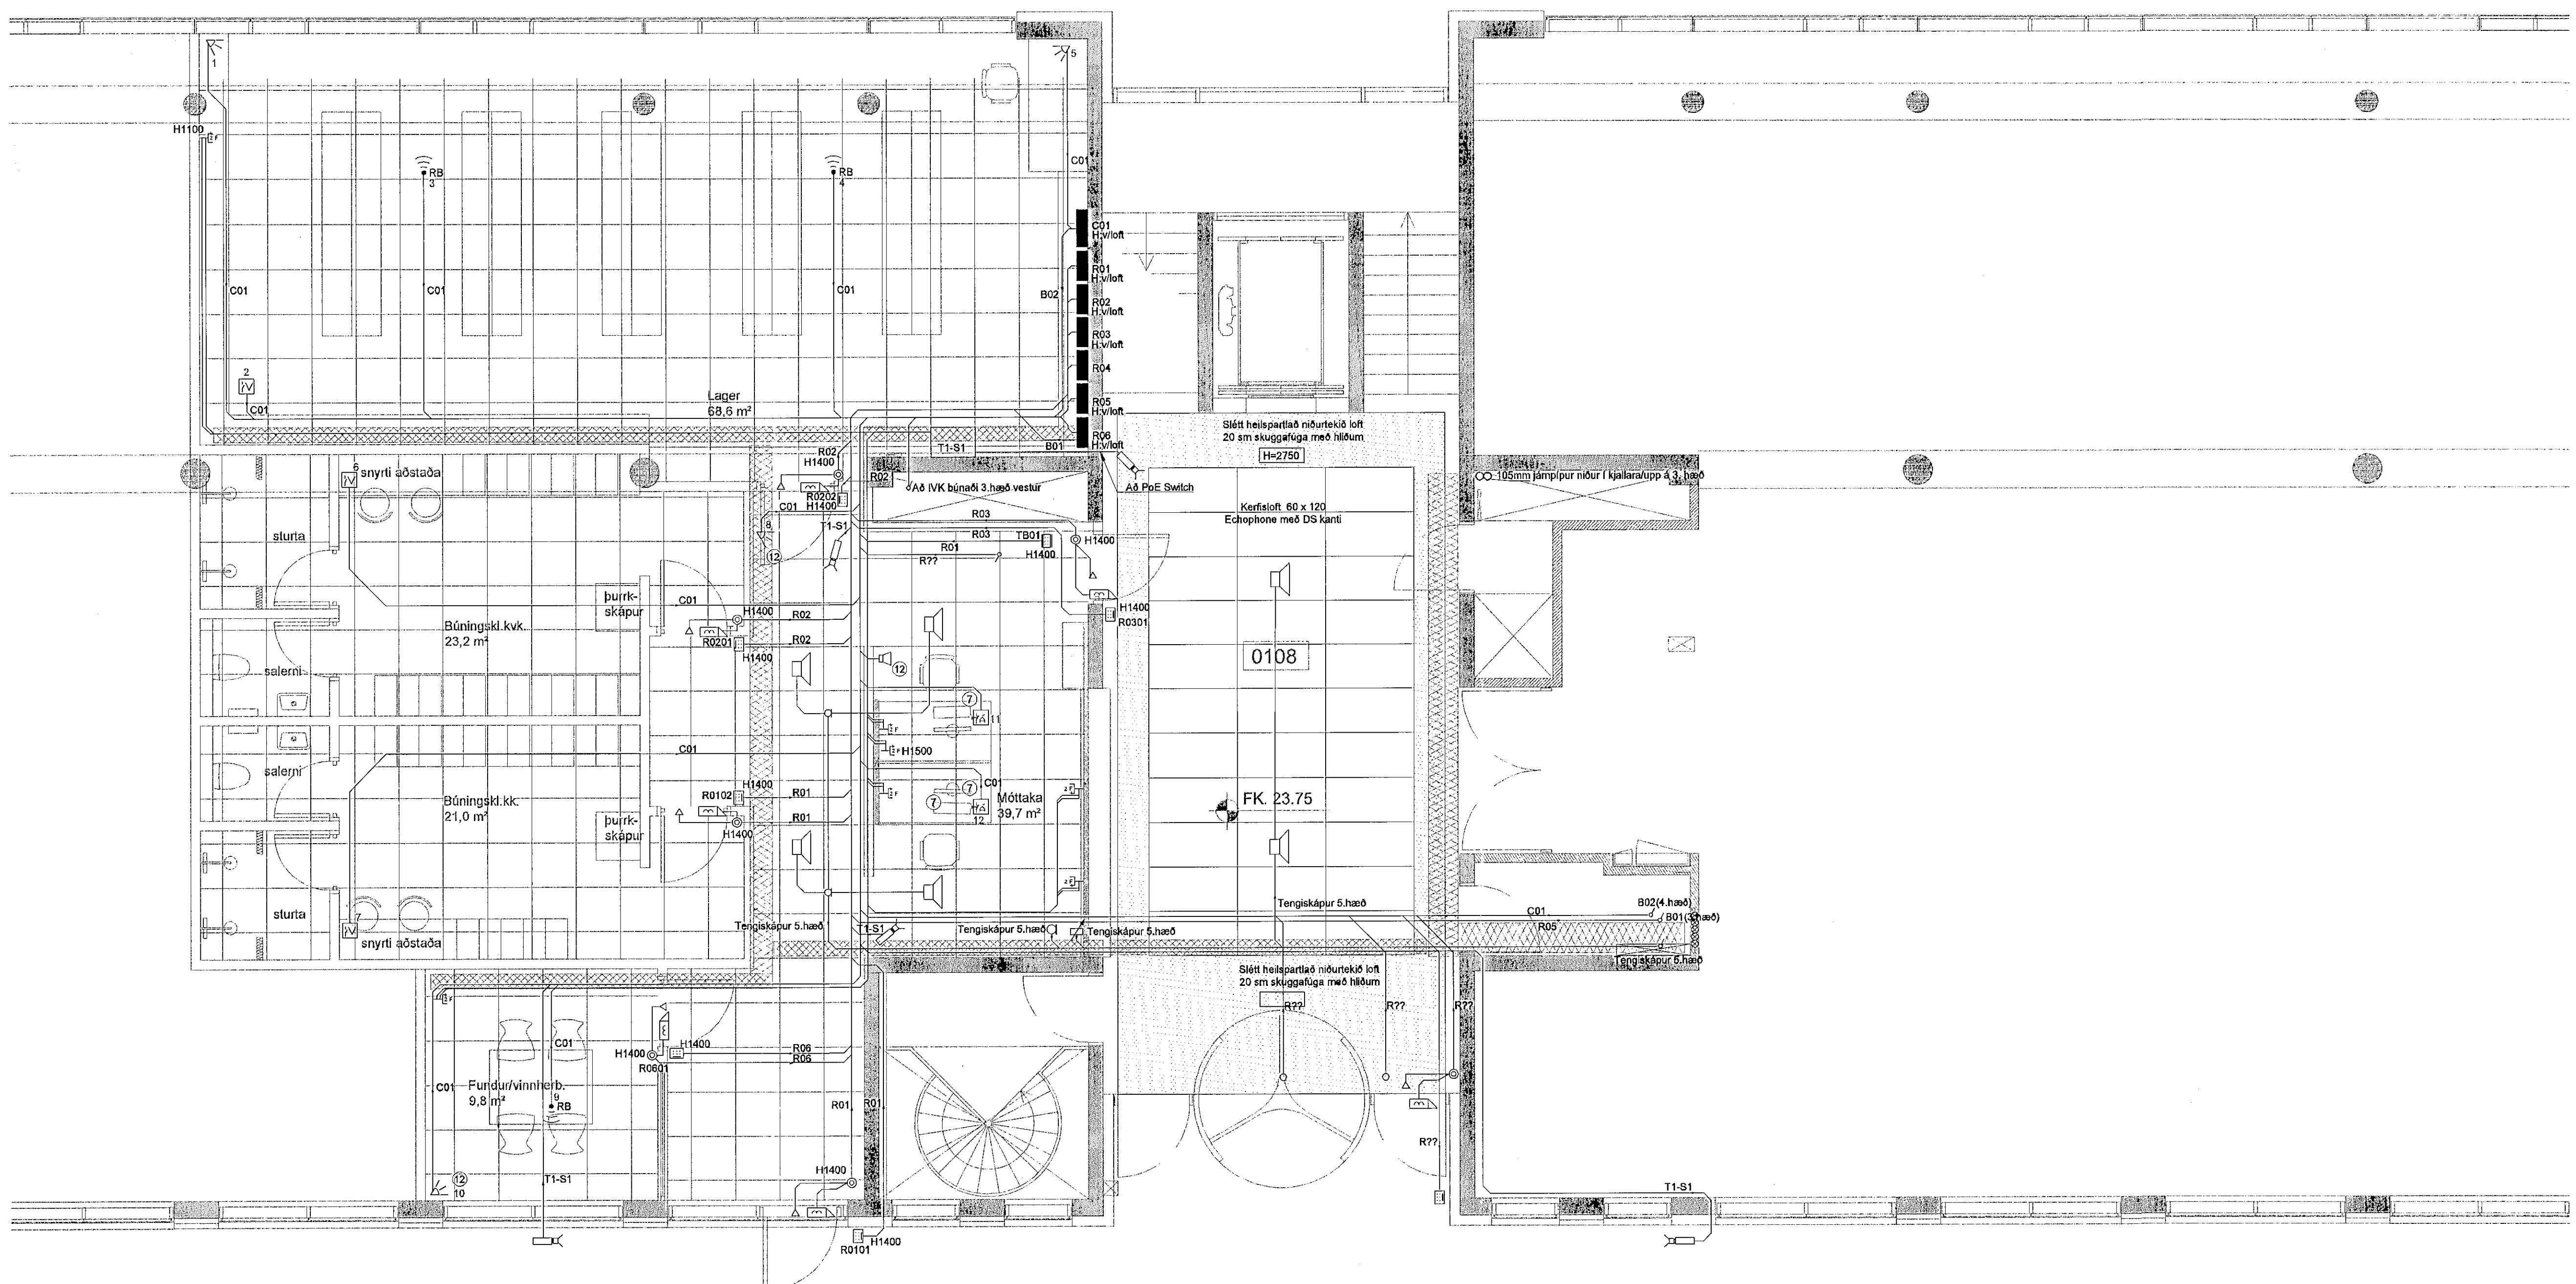 1
5
H1100
2 F
RB
3
RB
4
C01
C01
H:v/loft
R01
H:v/loft
C01
C01
C01
B02
R02
H:v/loft
R03
H:v/loft
R04
2
C01
Lager
68,6 m²
R05
H:v/loft
R06
H:v/loft
B01
T1-S1
Slétt heilspartlað niðurtekið loft
20 sm skuggafúga með hliðum
H=2750
6
snyrti aðstaða
R02
H1400
R02
Að IVK búnaði 3.hæð vestur
Að PoE Switch
105mm járnpípur niður í kjallara/upp á 3. hæð
R0202
H1400
C01
8
T1-S1
12
R03
R03
TB01
H1400
H1400
R01
R??
Kerfisloft 60 x 120
Echophone með DS kanti
sturta
þurrk-
skápur
C01
H1400
R02
R02
R0201
H1400
H1400
R0301
Búningskl.kvk.
23,2 m²
salerni
12
0108
7
11
2 F
2 F
H1500
C01
C01
salerni
Búningskl.kk.
21,0 m²
H1400
R0102
R01
R01
H1400
þurrk-
skápur
2 F
7
7
12
Móttaka
39,7 m²
2 F
FK. 23.75
2 F
sturta
7
snyrti aðstaða
Tengiskápur 5.hæð
T1-S1
Tengiskápur 5.hæð
Tengiskápur 5.hæð
Tengiskápur 5.hæð
C01
R05
B02(4.hæð)
B01(3.hæð)
Tengiskápur 5.hæð
Slétt heilspartlað niðurtekið loft
20 sm skuggafúga með hliðum
R??
R??
R??
2 F
C01
H1400
H1400
R0601
R06
R06
C01
Fundur/vinnherb.
9,8 m²
9
RB
R01
R01
R??
12
10
T1-S1
H1400
T1-S1
R0101
H1400